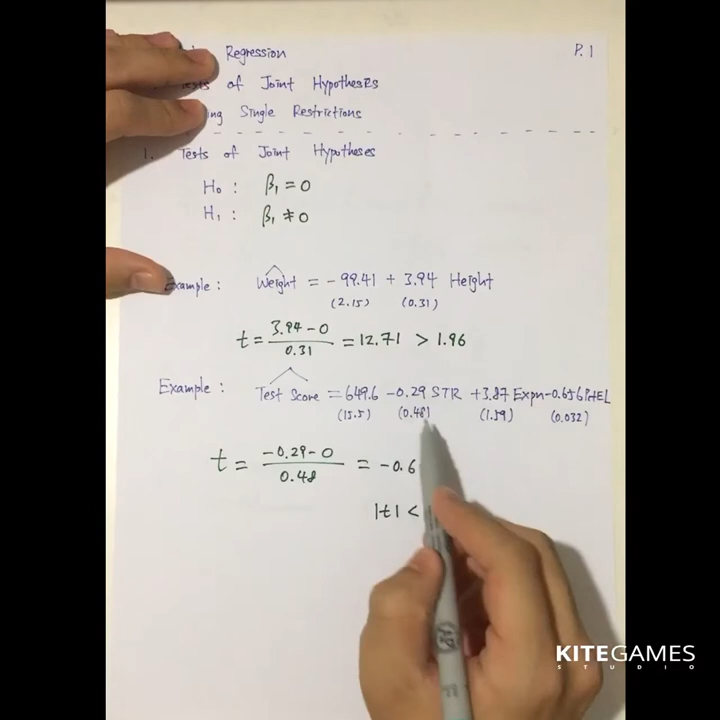 Regression
P.1
of Joint Hypotheses
Single Restrictions
1. Tests of Joint Hypotheses
H₀ : β₁ = 0
H₁ : β₁ ≠ 0
Example : Weight = -99.41 + 3.94 Height
(2.15) (0.31)
t = 3.94-0 / 0.31 = 12.71 > 1.96
Example : Test Score = 649.6 -0.29 STR +3.87 Expn -0.656 PctEL
(15.5) (0.48) (1.59) (0.032)
t = -0.29-0 / 0.48 = -0.6
|t| <
KITEGAMES
STUDIO